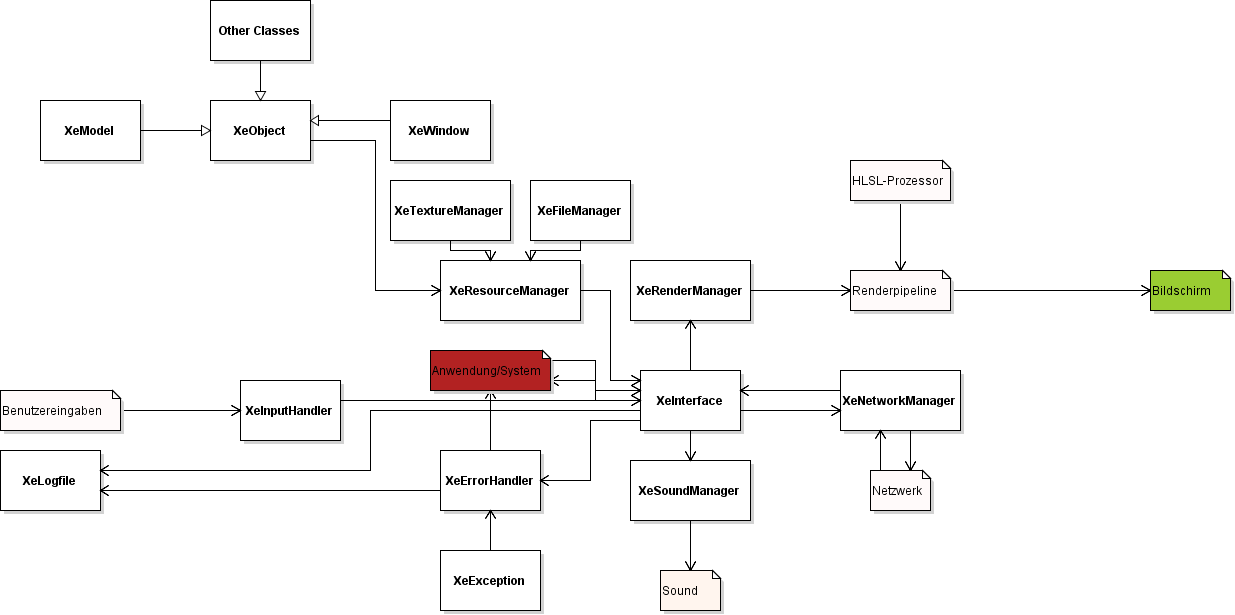 Other Classes
XeModel
XeObject
XeWindow
XeTextureManager
XeFileManager
HLSL-Prozessor
XeResourceManager
XeRenderManager
Renderpipeline
Bildschirm
Anwendung/System
Benutzereingaben
XeInputHandler
XeInterface
XeNetworkManager
XeLogfile
XeErrorHandler
XeSoundManager
Netzwerk
XeException
Sound